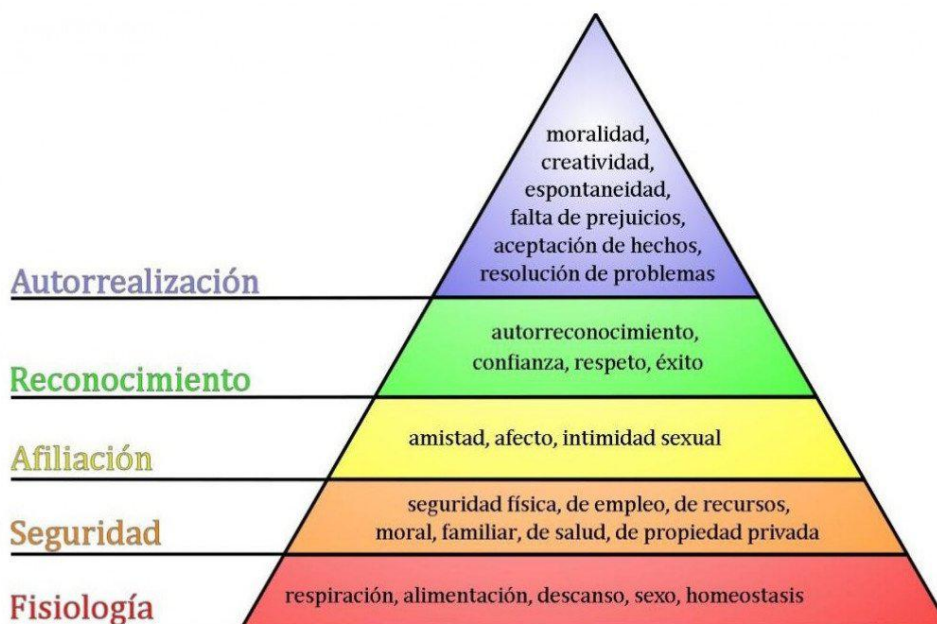 moralidad,
creatividad,
espontaneidad,
falta de prejuicios,
aceptación de hechos,
resolución de problemas
Autorrealización
autorreconocimiento,
confianza, respeto, éxito
Reconocimiento
amistad, afecto, intimidad sexual
Afiliación
seguridad física, de empleo, de recursos,
moral, familiar, de salud, de propiedad privada
Seguridad
respiración, alimentación, descanso, sexo, homeostasis
Fisiología